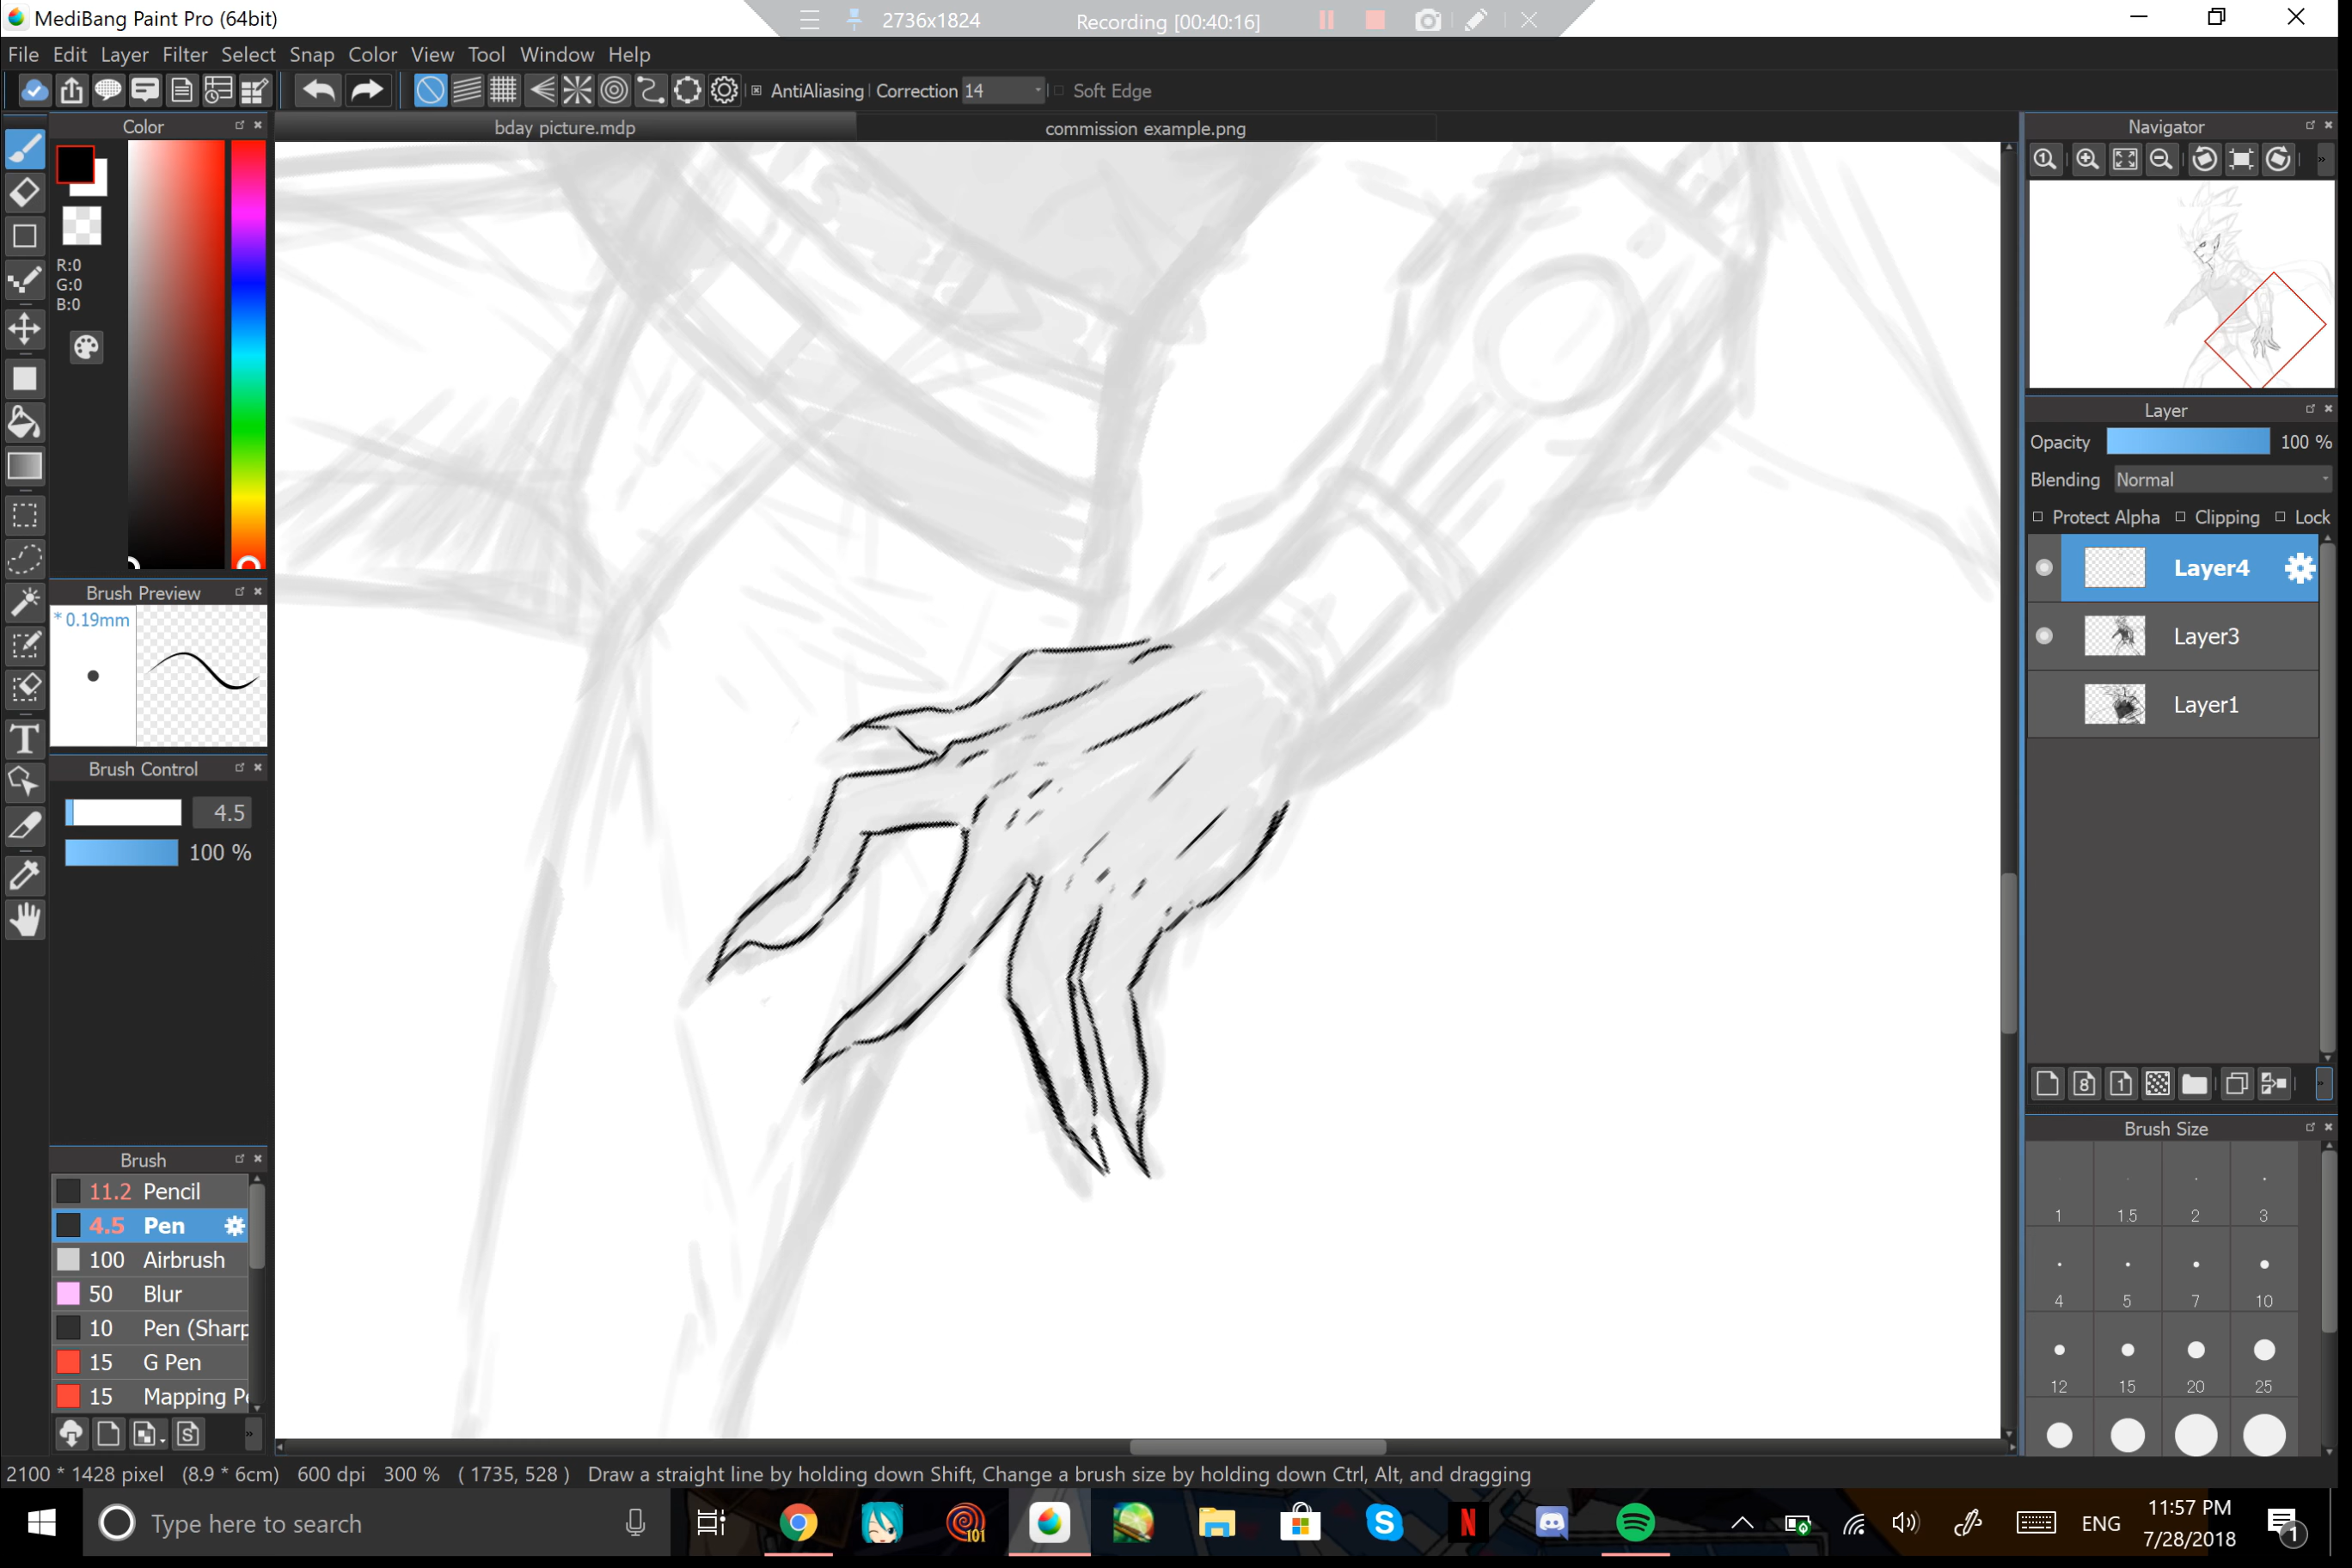 MediBang Paint Pro (64bit)
2736x1824
Recording [00:40:16]
File Edit Layer Filter Select Snap Color View Tool Window Help
AntiAliasing Correction 14 Soft Edge
Color
bday picture.mdp
commission example.png
Navigator
R:0
G:0
B:0
Layer
Opacity 100 %
Blending Normal
Protect Alpha Clipping Lock
Layer4
Layer3
Layer1
Brush Preview
* 0.19mm
Brush Control
4.5
100 %
Brush
11.2 Pencil
4.5 Pen
100 Airbrush
50 Blur
10 Pen (Sharp
15 G Pen
15 Mapping Pe
Brush Size
1 1.5 2 3
4 5 7 10
12 15 20 25
2100 * 1428 pixel (8.9 * 6cm) 600 dpi 300 % ( 1735, 528 ) Draw a straight line by holding down Shift, Change a brush size by holding down Ctrl, Alt, and dragging
Type here to search
101
ENG
11:57 PM
7/28/2018
1